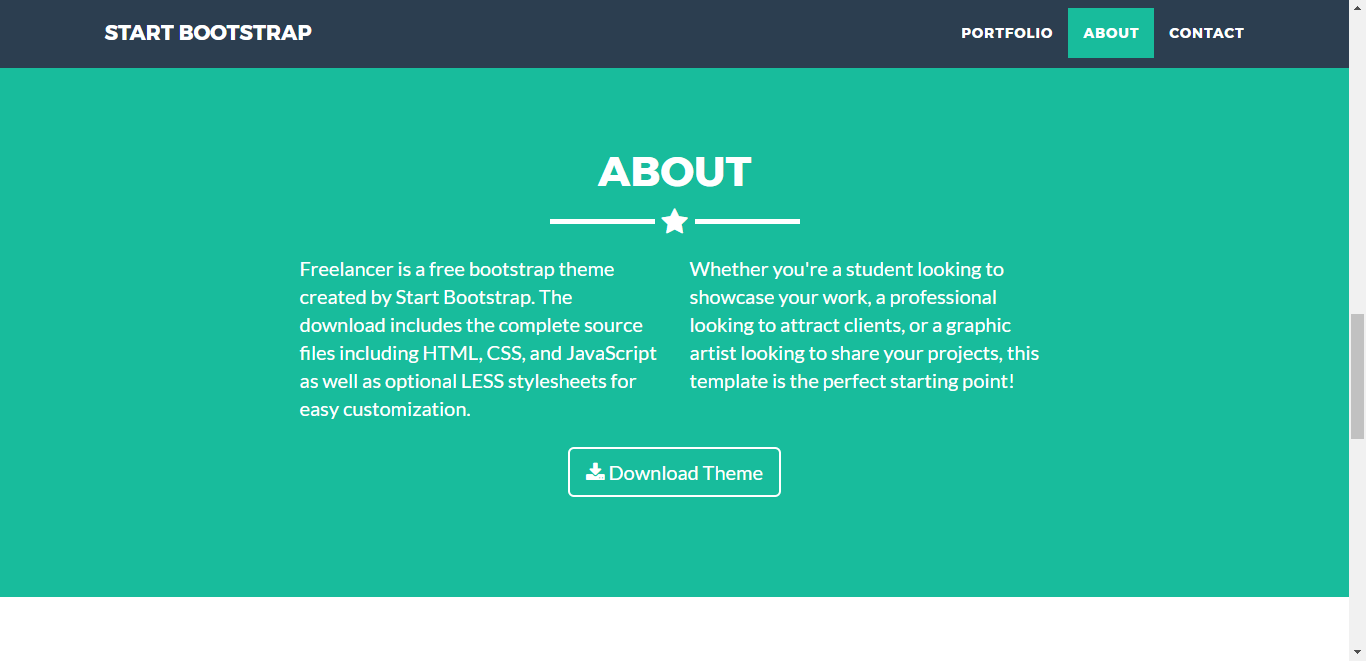 START BOOTSTRAP
PORTFOLIO
ABOUT
CONTACT
ABOUT
Freelancer is a free bootstrap theme
created by Start Bootstrap. The
download includes the complete source
files including HTML, CSS, and JavaScript
as well as optional LESS stylesheets for
easy customization.
Whether you're a student looking to
showcase your work, a professional
looking to attract clients, or a graphic
artist looking to share your projects, this
template is the perfect starting point!
Download Theme